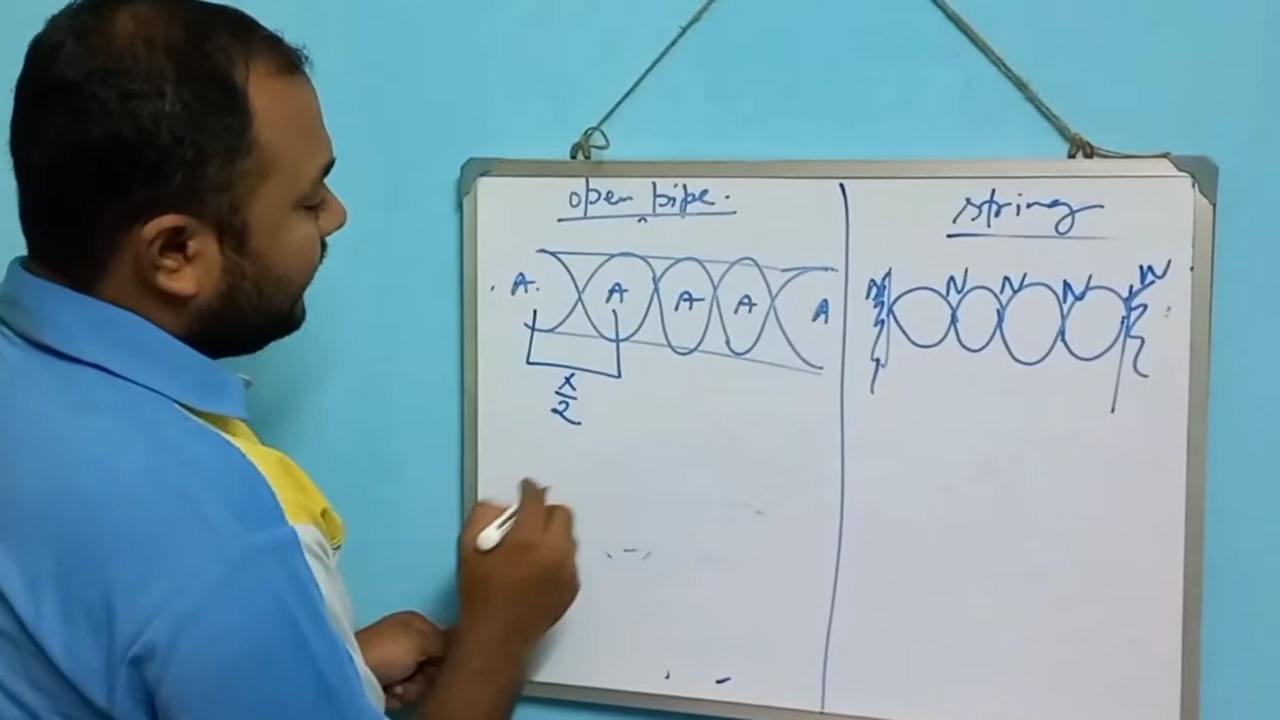 open pipe.
A. A A A A
λ/2
string
N N N N N